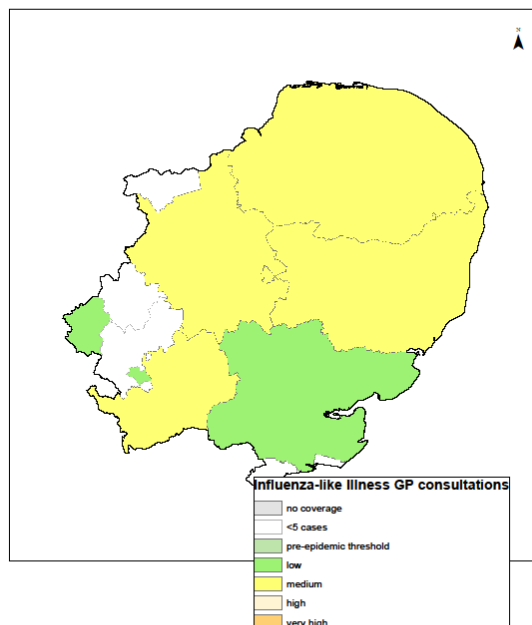 N
Influenza-like Illness GP consultations
no coverage
<5 cases
pre-epidemic threshold
low
medium
high
very high